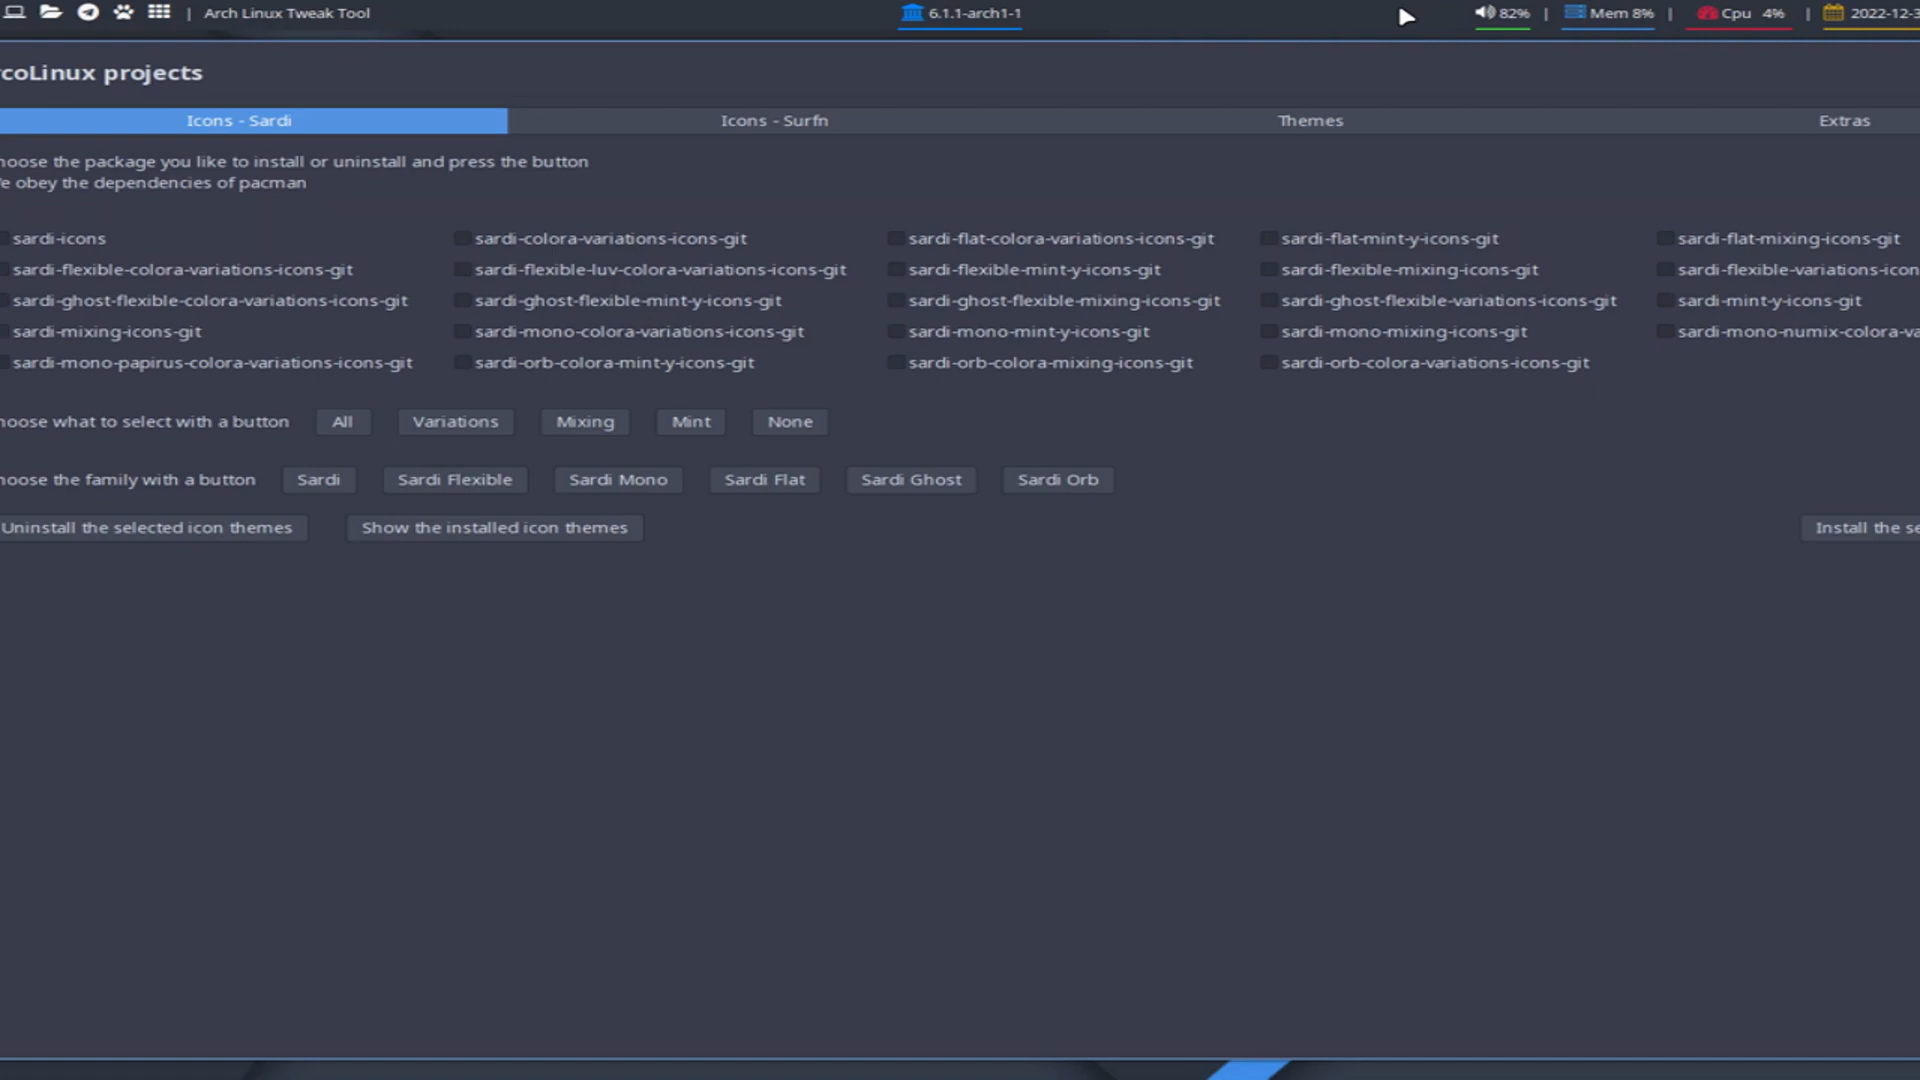 Arch Linux Tweak Tool 6.1.1-arch1-1 82% | Mem 8% | Cpu 4% | 2022-12-3
rcoLinux projects
Icons - Sardi Icons - Surfn Themes Extras
hoose the package you like to install or uninstall and press the button
e obey the dependencies of pacman
sardi-icons sardi-colora-variations-icons-git sardi-flat-colora-variations-icons-git sardi-flat-mint-y-icons-git sardi-flat-mixing-icons-git
sardi-flexible-colora-variations-icons-git sardi-flexible-luv-colora-variations-icons-git sardi-flexible-mint-y-icons-git sardi-flexible-mixing-icons-git sardi-flexible-variations-icon
sardi-ghost-flexible-colora-variations-icons-git sardi-ghost-flexible-mint-y-icons-git sardi-ghost-flexible-mixing-icons-git sardi-ghost-flexible-variations-icons-git sardi-mint-y-icons-git
sardi-mixing-icons-git sardi-mono-colora-variations-icons-git sardi-mono-mint-y-icons-git sardi-mono-mixing-icons-git sardi-mono-numix-colora-va
sardi-mono-papirus-colora-variations-icons-git sardi-orb-colora-mint-y-icons-git sardi-orb-colora-mixing-icons-git sardi-orb-colora-variations-icons-git
hoose what to select with a button All Variations Mixing Mint None
hoose the family with a button Sardi Sardi Flexible Sardi Mono Sardi Flat Sardi Ghost Sardi Orb
Uninstall the selected icon themes Show the installed icon themes Install the se